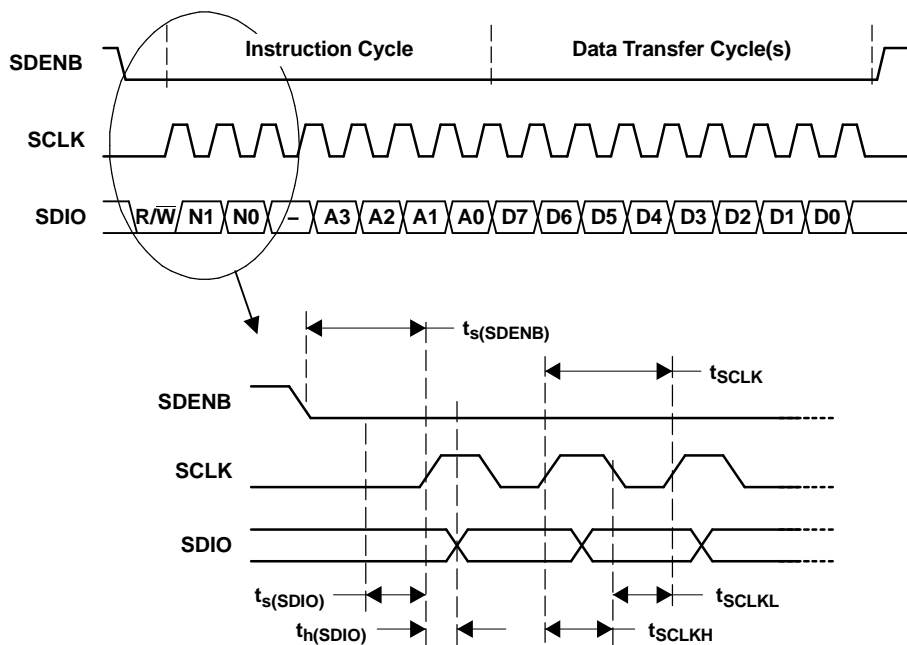 Instruction Cycle Data Transfer Cycle(s)
SDENB
SCLK
SDIO R/W̅ N1 N0 – A3 A2 A1 A0 D7 D6 D5 D4 D3 D2 D1 D0
ts(SDENB)
tSCLK
SDENB
SCLK
SDIO
ts(SDIO) tSCLKL
th(SDIO) tSCLKH